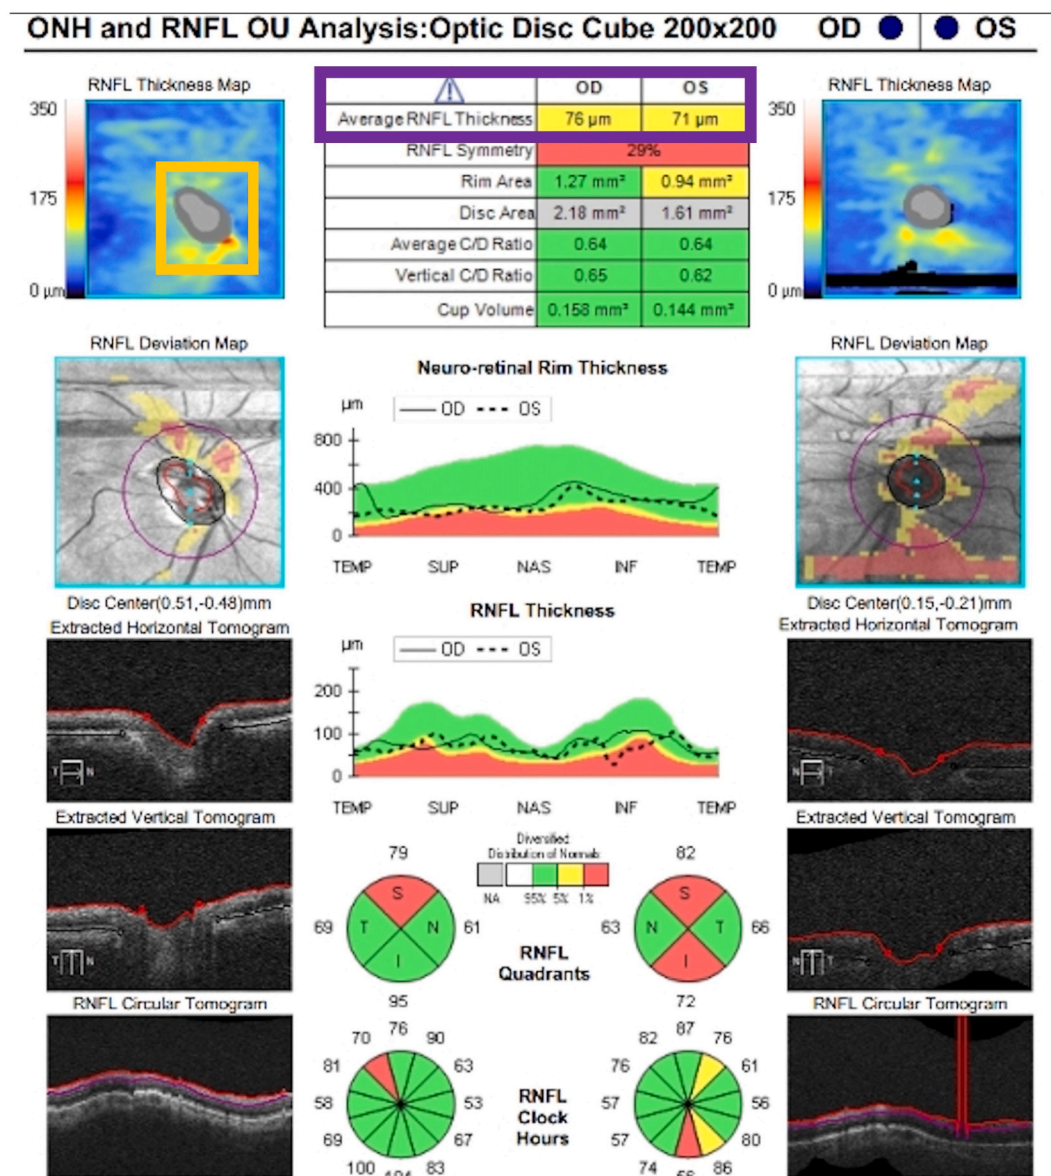 ONH and RNFL OU Analysis:Optic Disc Cube 200x200 OD OS
RNFL Thickness Map
350
175
0 µm
OD OS
Average RNFL Thickness 76 µm 71 µm
RNFL Symmetry 29%
Rim Area 1.27 mm² 0.94 mm²
Disc Area 2.18 mm² 1.61 mm²
Average C/D Ratio 0.64 0.64
Vertical C/D Ratio 0.65 0.62
Cup Volume 0.158 mm³ 0.144 mm³
RNFL Thickness Map
350
175
0 µm
RNFL Deviation Map
Disc Center(0.51,-0.48)mm
Neuro-retinal Rim Thickness
µm
OD OS
800
400
0
TEMP SUP NAS INF TEMP
RNFL Deviation Map
Disc Center(0.15,-0.21)mm
Extracted Horizontal Tomogram
T N
RNFL Thickness
µm
OD OS
200
100
0
TEMP SUP NAS INF TEMP
Extracted Horizontal Tomogram
N T
Extracted Vertical Tomogram
T N
Diversified
Distribution of Normals
NA 95% 5% 1%
79
69 S T N I 61
95
RNFL
Quadrants
82
63 S N T I 66
72
Extracted Vertical Tomogram
N T
RNFL Circular Tomogram
70 76 90
81 63
58 53
69 67
100 83
RNFL
Clock
Hours
82 87 76
76 61
57 56
57 80
74 86
RNFL Circular Tomogram